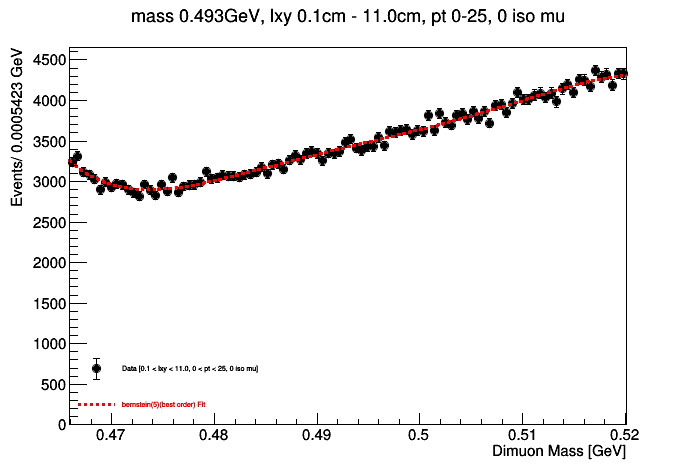 mass 0.493GeV, lxy 0.1cm - 11.0cm, pt 0-25, 0 iso mu
Events/ 0.0005423 GeV
4500
4000
3500
3000
2500
2000
1500
1000
500
0
Data [0.1 < lxy < 11.0, 0 < pt < 25, 0 iso mu]
bernstein(5)(best order) Fit
0.47 0.48 0.49 0.5 0.51 0.52
Dimuon Mass [GeV]